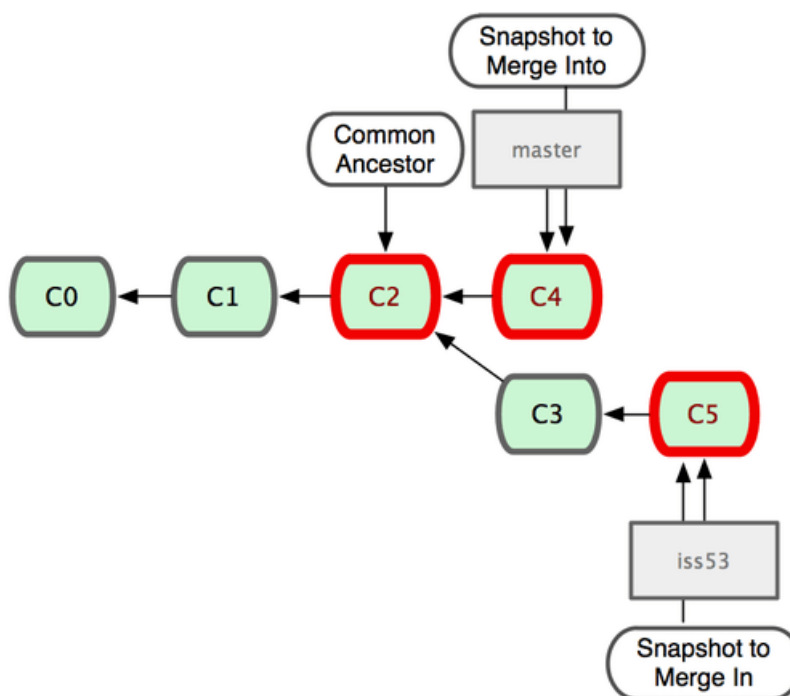 Snapshot to
Merge Into
Common
Ancestor
master
C0
C1
C2
C4
C3
C5
iss53
Snapshot to
Merge In